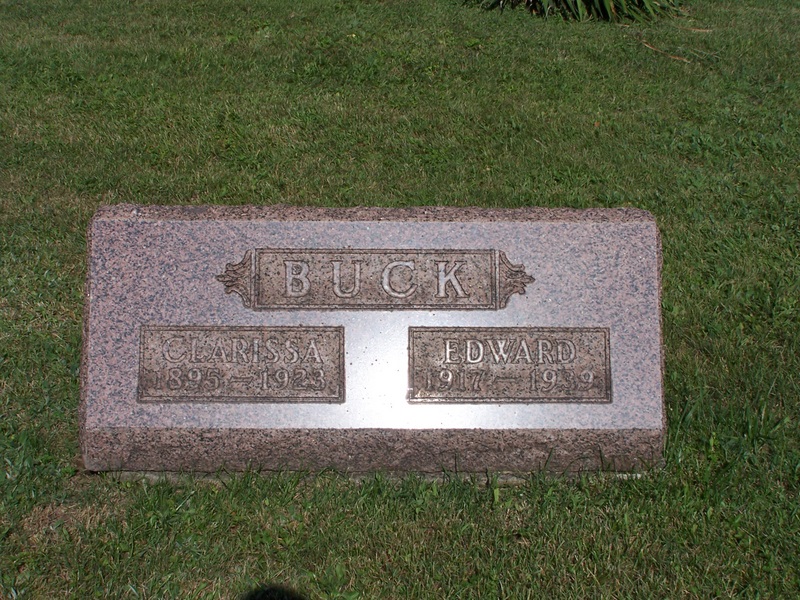 BUCK
CLARISSA
1895 — 1923
EDWARD
1917 — 1939